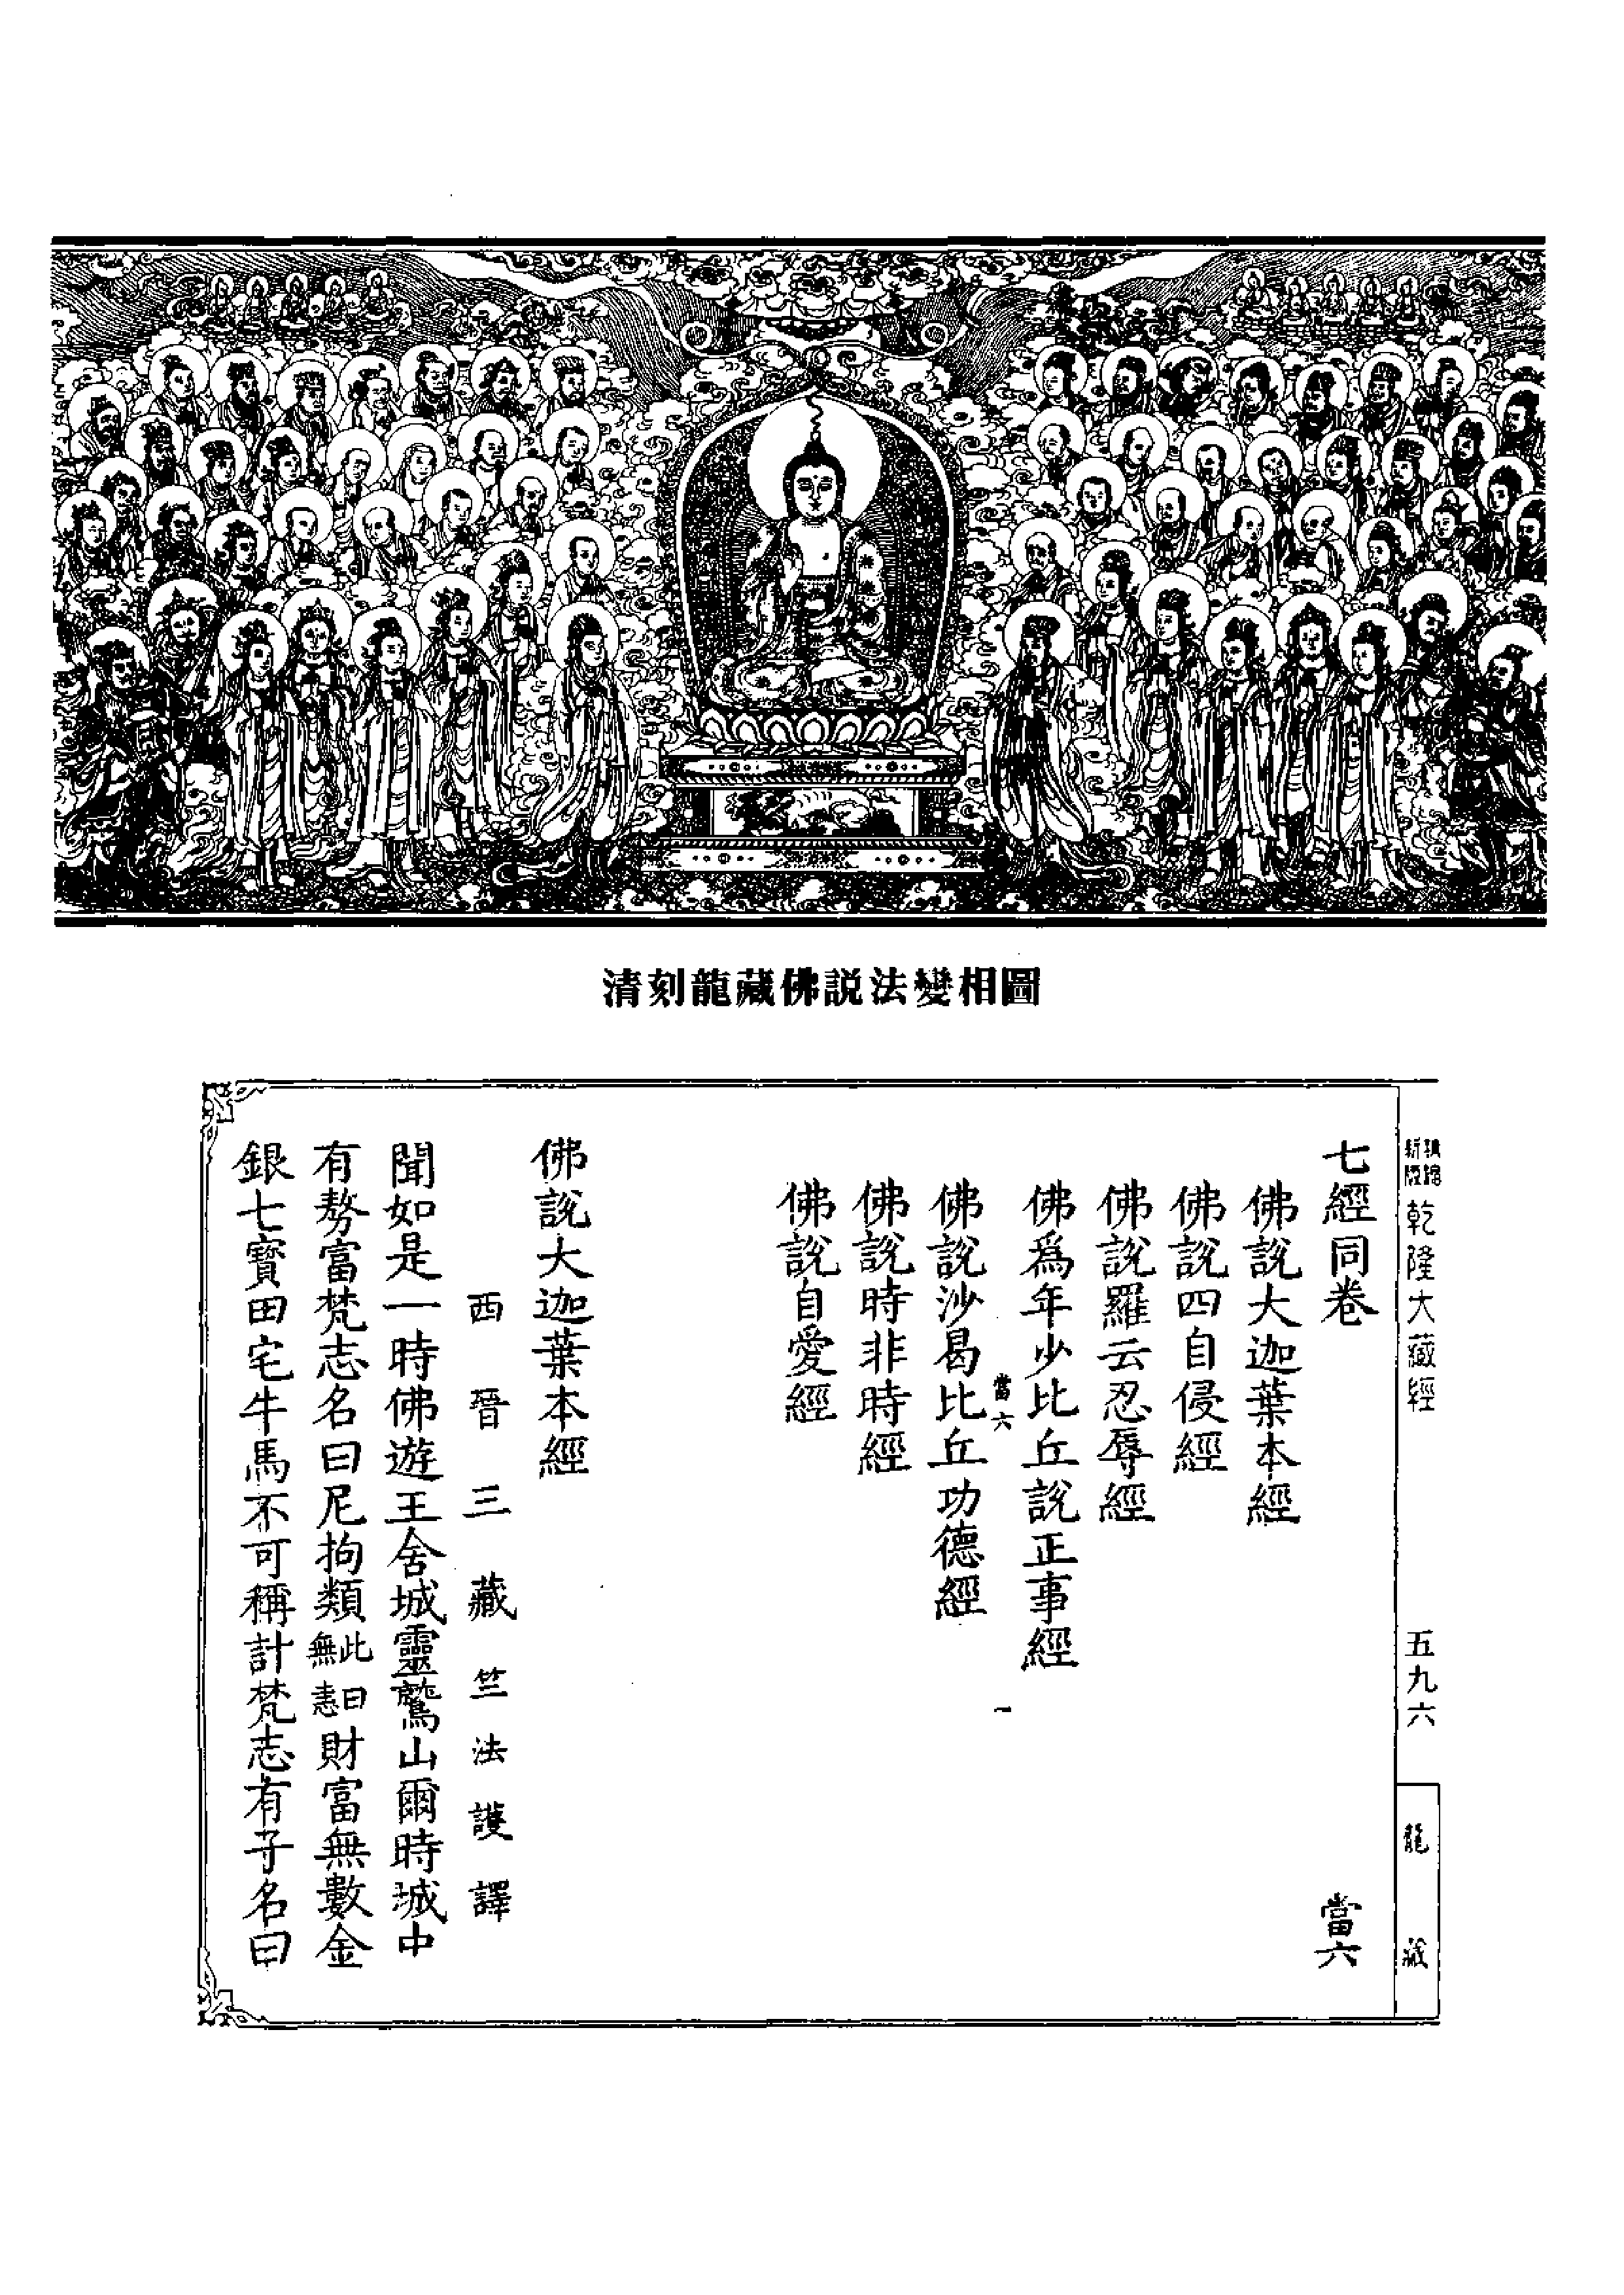 清刻龍藏佛説法變相圖
乾隆大藏經
五九六
龍藏
七經同卷 當六
佛說大迦葉本經
佛說四自侵經
佛說羅云忍辱經
佛爲年少比丘說正事經
當六 一
佛說沙曷比丘功德經
佛說時非時經
佛說自愛經
佛說大迦葉本經
西晉三藏竺法護譯
聞如是一時佛遊王舍城靈鷲山爾時城中
有𠢕富梵志名曰尼拘類此曰無恚財富無數金
銀七寶田宅牛馬不可稱計梵志有子名曰